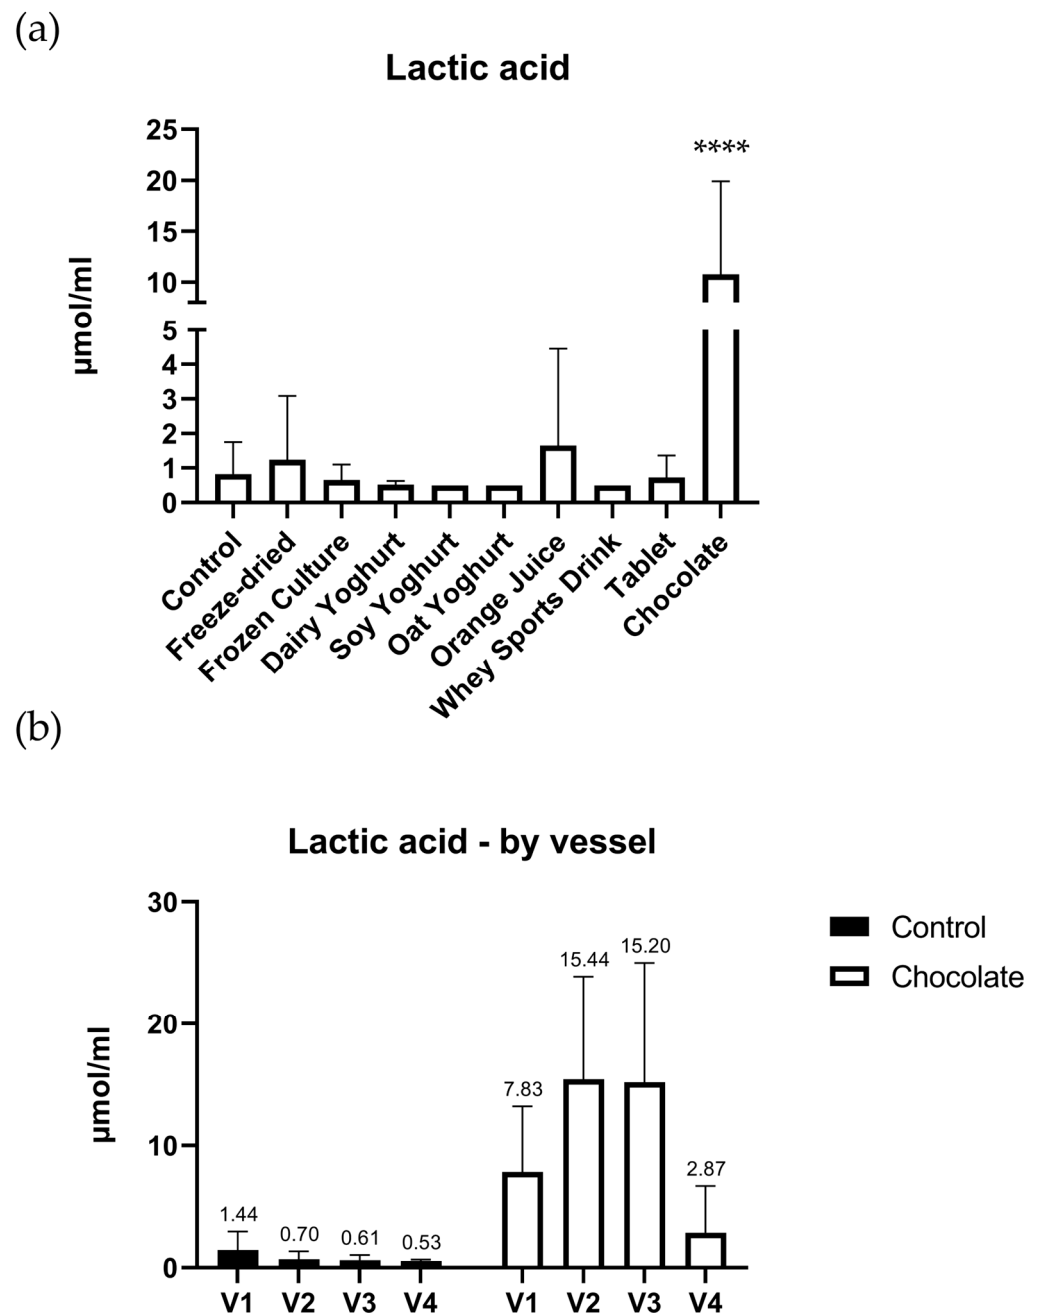 (a)
Lactic acid
25
20
15
10
5
4
3
2
1
0
µmol/ml
****
Control
Freeze-dried
Frozen Culture
Dairy Yoghurt
Soy Yoghurt
Oat Yoghurt
Orange Juice
Whey Sports Drink
Tablet
Chocolate
(b)
Lactic acid - by vessel
30
20
10
0
µmol/ml
1.44
0.70
0.61
0.53
7.83
15.44
15.20
2.87
V1 V2 V3 V4 V1 V2 V3 V4
Control
Chocolate